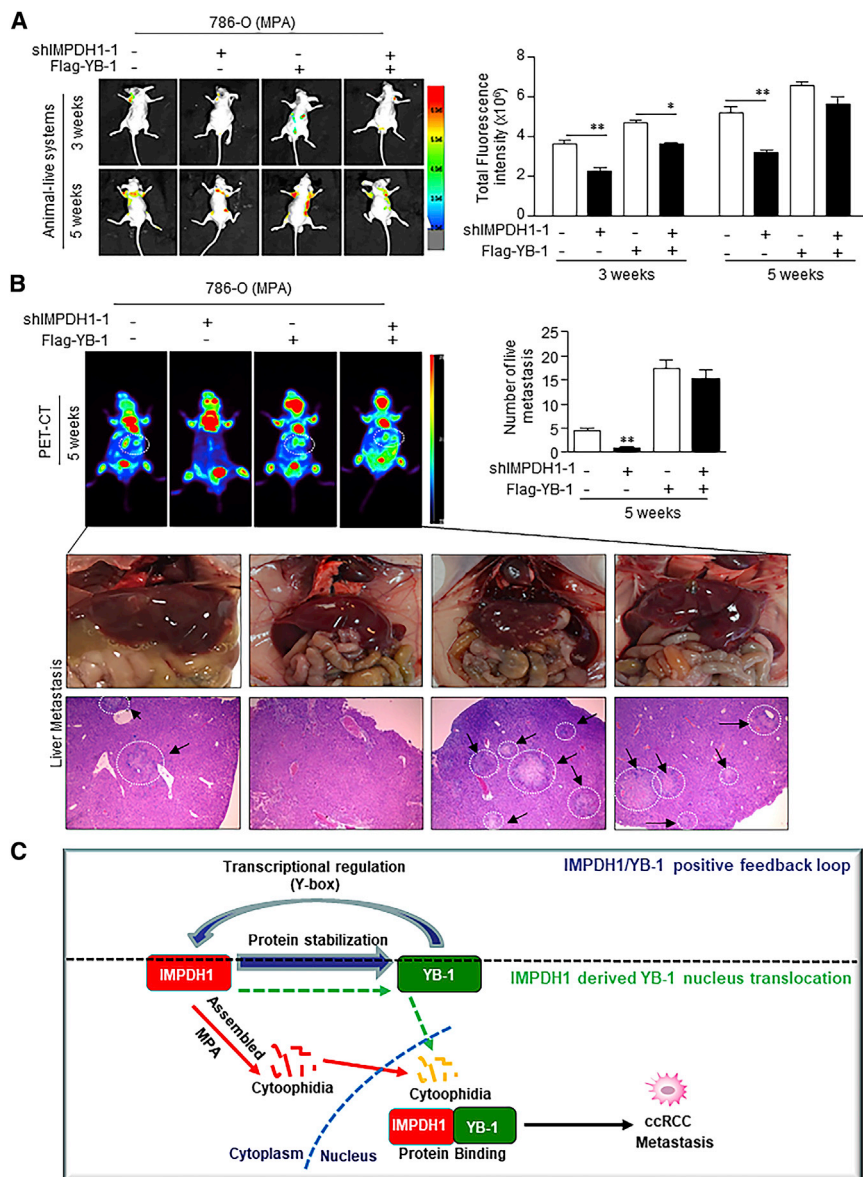 A
786-O (MPA)
shIMPDH1-1 - + - +
Flag-YB-1 - - + +
Animal-live systems
3 weeks
5 weeks
Total Fluorescence
intensity (x10⁶)
8
6
4
2
0
** * **
shIMPDH1-1 - + - + - + - +
Flag-YB-1 - - + + - - + +
3 weeks 5 weeks
B
786-O (MPA)
shIMPDH1-1 - + - +
Flag-YB-1 - - + +
PET-CT
5 weeks
Number of live
metastasis
25
20
15
10
5
0
**
shIMPDH1-1 - + - +
Flag-YB-1 - - + +
5 weeks
Liver Metastasis
C
Transcriptional regulation
(Y-box)
IMPDH1/YB-1 positive feedback loop
Protein stabilization
IMPDH1
YB-1
IMPDH1 derived YB-1 nucleus translocation
Assembled
MPA
Cytoophidia
Cytoophidia
IMPDH1 YB-1
Protein Binding
Cytoplasm Nucleus
ccRCC
Metastasis